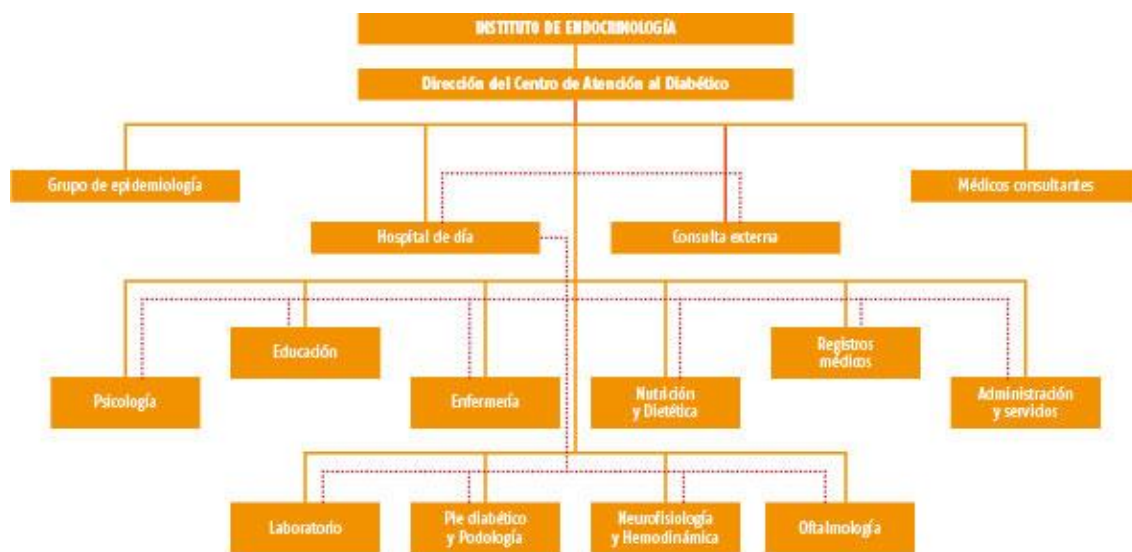 INSTITUTO DE ENDOCRINOLOGÍA
Dirección del Centro de Atención al Diabético
Grupo de epidemiología
Médicos consultantes
Hospital de día
Consulta externa
Educación
Registros
médicos
Psicología
Enfermería
Nutrición
y Dietética
Administración
y servicios
Laboratorio
Pie diabético
y Podología
Neurofisiología
y Hemodinámica
Oftalmología